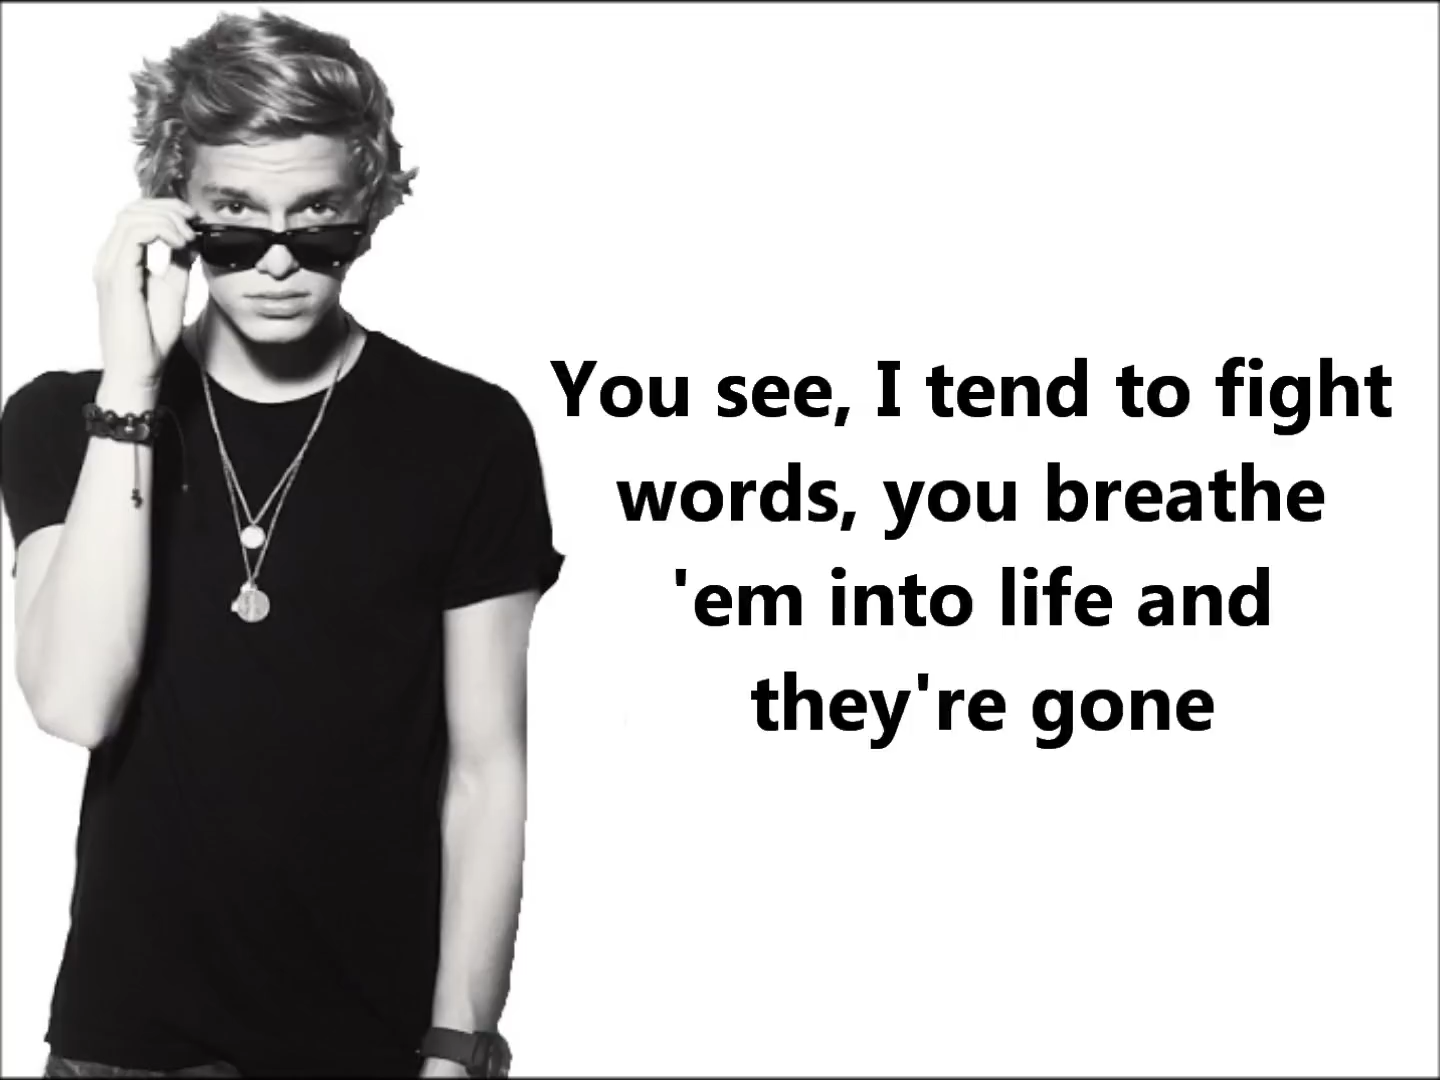 You see, I tend to fight
words, you breathe
'em into life and
they're gone